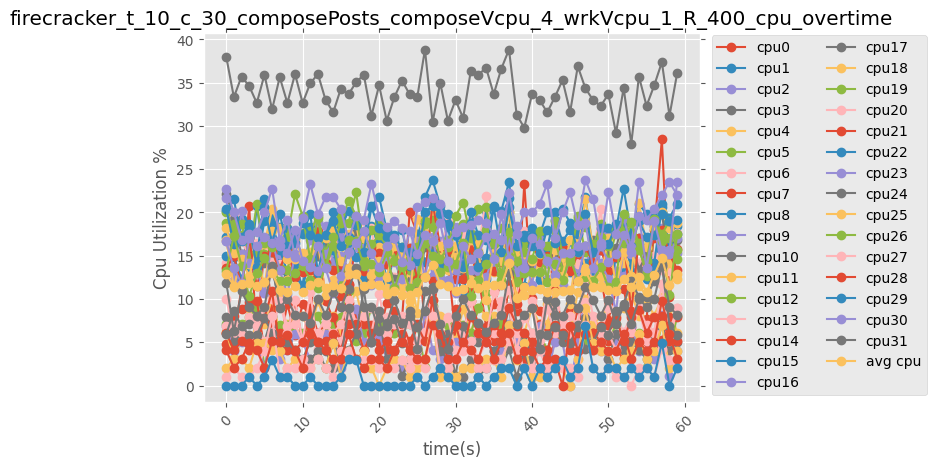 firecracker_t_10_c_30_composePosts_composeVcpu_4_wrkVcpu_1_R_400_cpu_overtime
40
35
30
25
20
15
10
5
0
Cpu Utilization %
0
10
20
30
40
50
60
time(s)
cpu0
cpu1
cpu2
cpu3
cpu4
cpu5
cpu6
cpu7
cpu8
cpu9
cpu10
cpu11
cpu12
cpu13
cpu14
cpu15
cpu16
cpu17
cpu18
cpu19
cpu20
cpu21
cpu22
cpu23
cpu24
cpu25
cpu26
cpu27
cpu28
cpu29
cpu30
cpu31
avg cpu